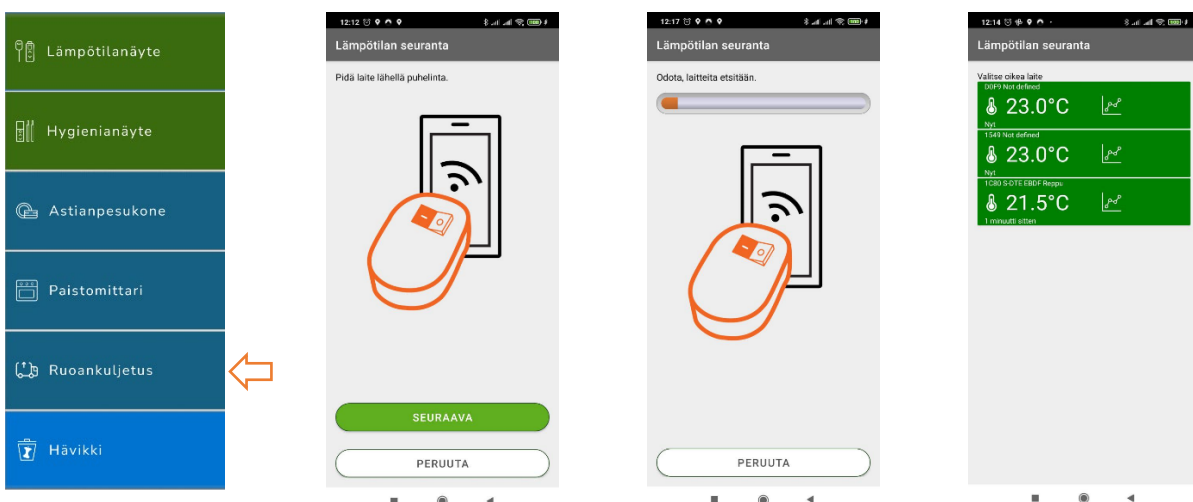 Lämpötilanäyte
Hygienianäyte
Astianpesukone
Paistomittari
Ruoankuljetus
Hävikki
12:12
Lämpötilan seuranta
Pidä laite lähellä puhelinta.
SEURAAVA
PERUUTA
12:17
Lämpötilan seuranta
Odota, laitteita etsitään.
PERUUTA
12:14
Lämpötilan seuranta
Valitse oikea laite
D0F9 Not defined
23.0°C
Nyt
1549 Not defined
23.0°C
Nyt
1C80 S-DTE EBDF Reppu
21.5°C
1 minuutti sitten